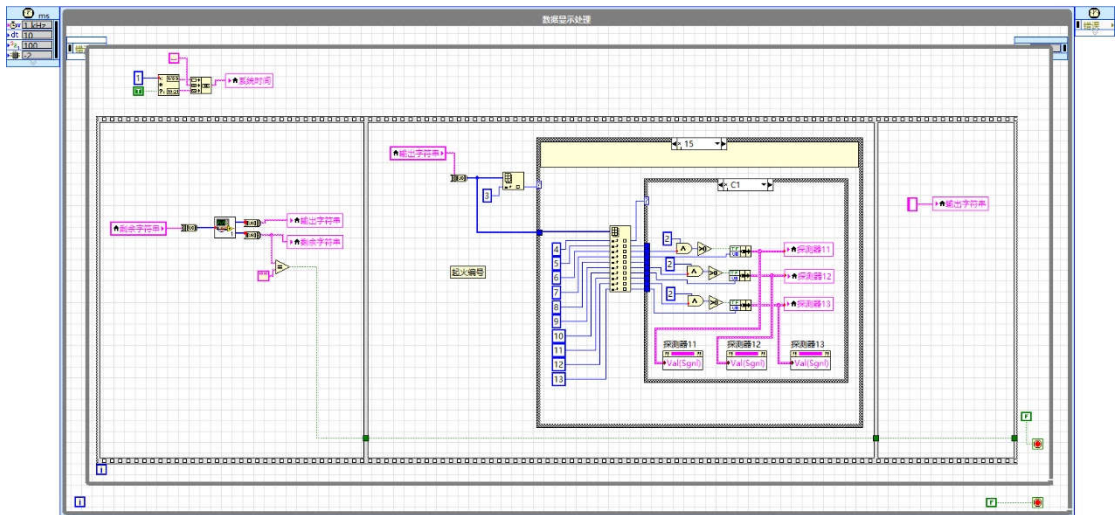 数据显示处理
ms
1 kHz
dt 10
100
-2
错误
1
系统时间
15
输出字符串
3
C1
剩余字符串
输出字符串
剩余字符串
起火编号
4
5
6
7
8
9
10
11
12
13
2
2
2
探测器11
探测器12
探测器13
探测器11
探测器12
探测器13
Val(Sgnl)
Val(Sgnl)
Val(Sgnl)
输出字符串
F
i
i
F